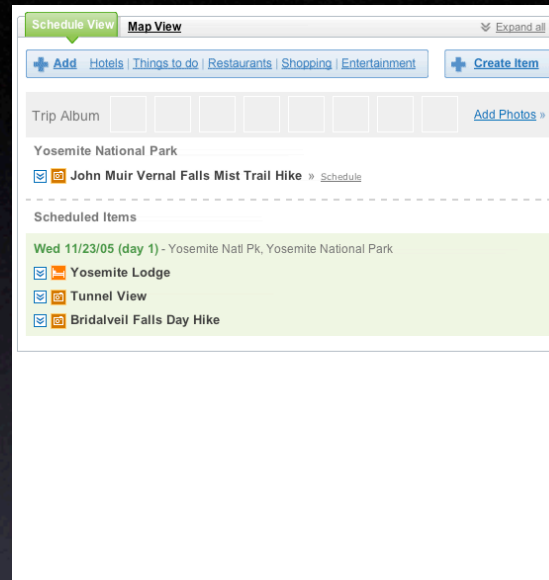 Schedule View Map View Expand all
Add Hotels | Things to do | Restaurants | Shopping | Entertainment Create Item
Trip Album Add Photos »
Yosemite National Park
John Muir Vernal Falls Mist Trail Hike » Schedule
Scheduled Items
Wed 11/23/05 (day 1) - Yosemite Natl Pk, Yosemite National Park
Yosemite Lodge
Tunnel View
Bridalveil Falls Day Hike